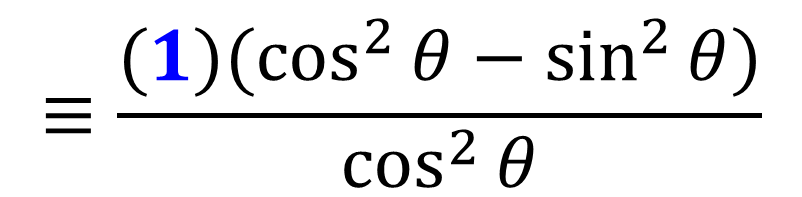 ≡ (1)(cos² θ − sin² θ)
cos² θ